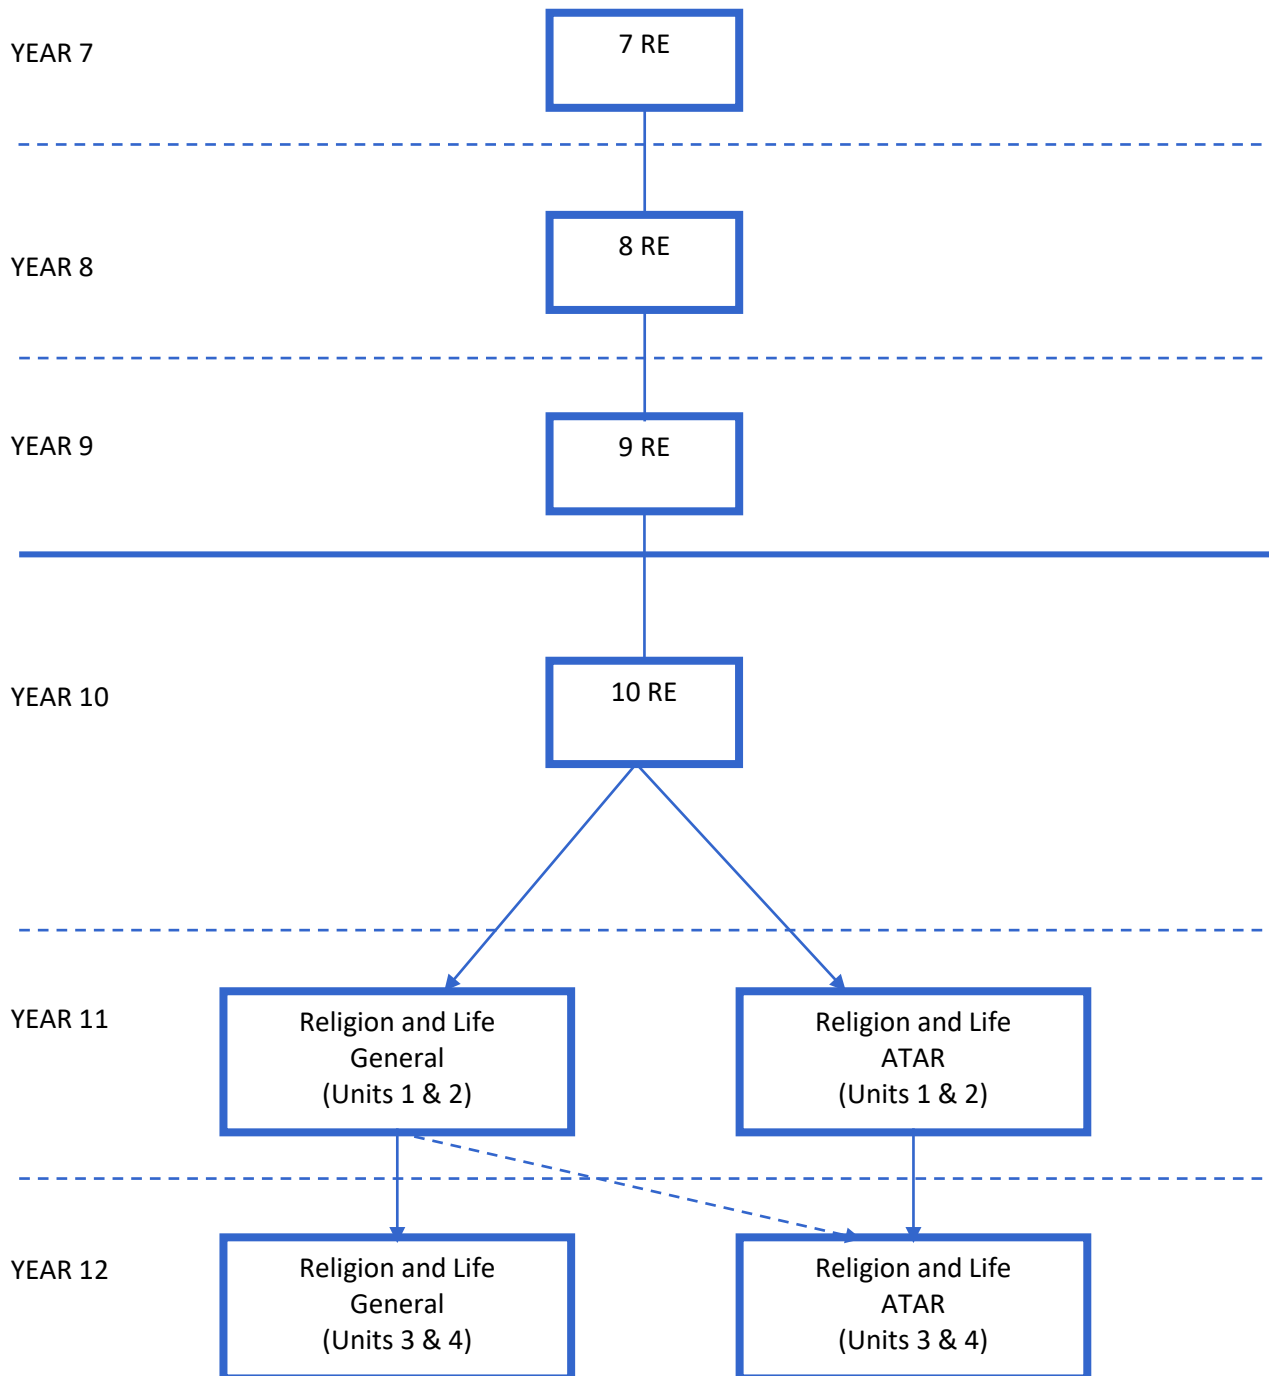 YEAR 7
7 RE
YEAR 8
8 RE
YEAR 9
9 RE
YEAR 10
10 RE
YEAR 11
Religion and Life
General
(Units 1 & 2)
Religion and Life
ATAR
(Units 1 & 2)
YEAR 12
Religion and Life
General
(Units 3 & 4)
Religion and Life
ATAR
(Units 3 & 4)